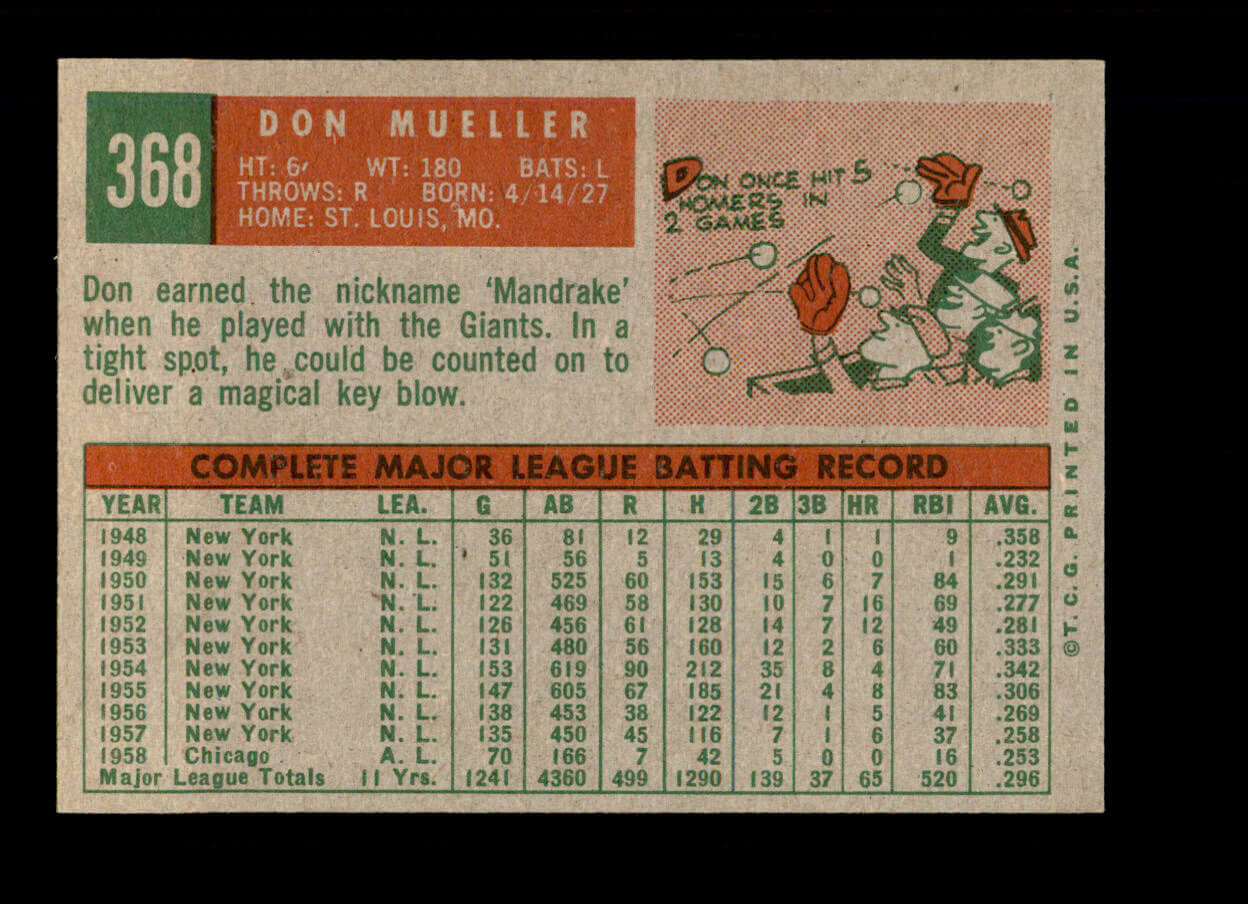 368
DON MUELLER
HT: 6' WT: 180 BATS: L
THROWS: R BORN: 4/14/27
HOME: ST. LOUIS, MO.
DON ONCE HIT 5
HOMERS IN
2 GAMES
Don earned the nickname 'Mandrake'
when he played with the Giants. In a
tight spot, he could be counted on to
deliver a magical key blow.
COMPLETE MAJOR LEAGUE BATTING RECORD
YEAR TEAM LEA. G AB R H 2B 3B HR RBI AVG.
1948 New York N. L. 36 81 12 29 4 1 1 9 .358
1949 New York N. L. 51 56 5 13 4 0 0 1 .232
1950 New York N. L. 132 525 60 153 15 6 7 84 .291
1951 New York N. L. 122 469 58 130 10 7 16 69 .277
1952 New York N. L. 126 456 61 128 14 7 12 49 .281
1953 New York N. L. 131 480 56 160 12 2 6 60 .333
1954 New York N. L. 153 619 90 212 35 8 4 71 .342
1955 New York N. L. 147 605 67 185 21 4 8 83 .306
1956 New York N. L. 138 453 38 122 12 1 5 41 .269
1957 New York N. L. 135 450 45 116 7 1 6 37 .258
1958 Chicago A. L. 70 166 7 42 5 0 0 16 .253
Major League Totals 11 Yrs. 1241 4360 499 1290 139 37 65 520 .296
©T.C.G. PRINTED IN U.S.A.